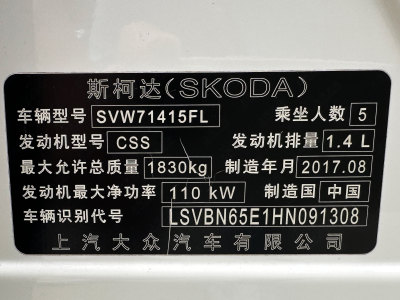 斯柯达(SKODA)
车辆型号 SVW71415FL 乘坐人数 5
发动机型号 CSS 发动机排量 1.4 L
最大允许总质量 1830kg 制造年月 2017.08
发动机最大净功率 110 kW 制造国 中国
车辆识别代号 LSVBN65E1HN091308
上汽大众汽车有限公司